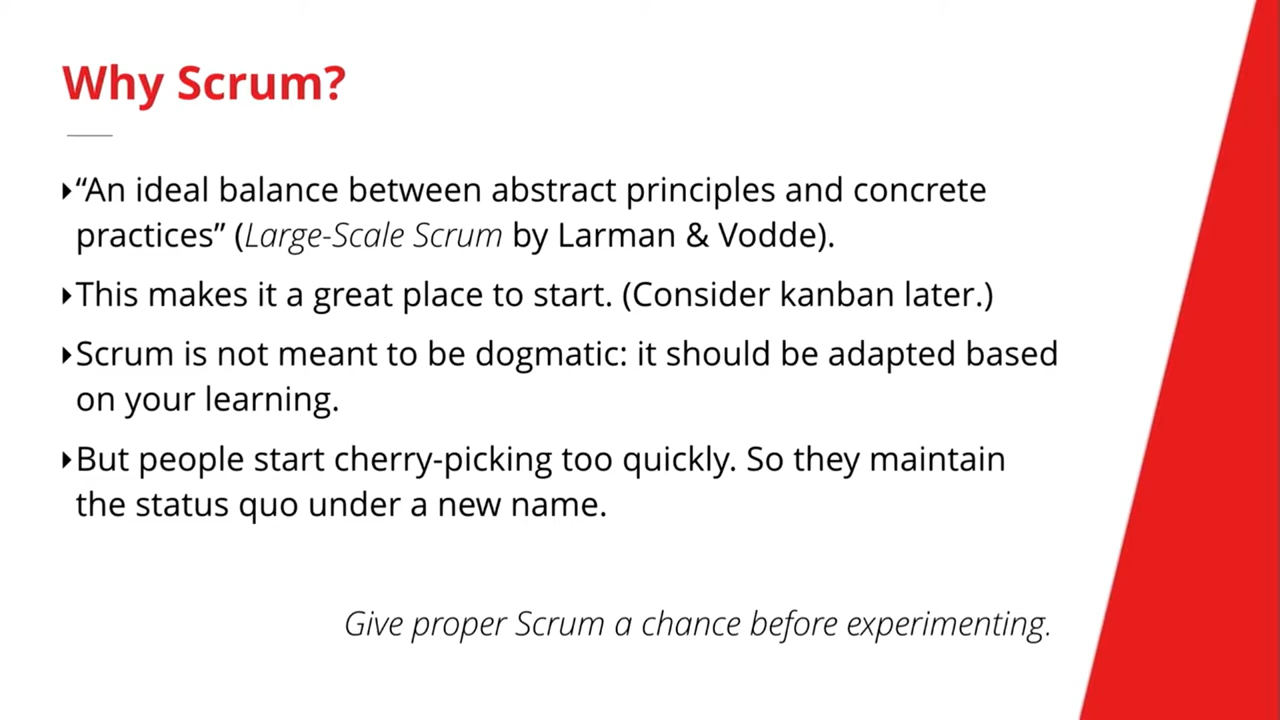 Why Scrum?
“An ideal balance between abstract principles and concrete
practices” (Large-Scale Scrum by Larman & Vodde).
This makes it a great place to start. (Consider kanban later.)
Scrum is not meant to be dogmatic: it should be adapted based
on your learning.
But people start cherry-picking too quickly. So they maintain
the status quo under a new name.
Give proper Scrum a chance before experimenting.